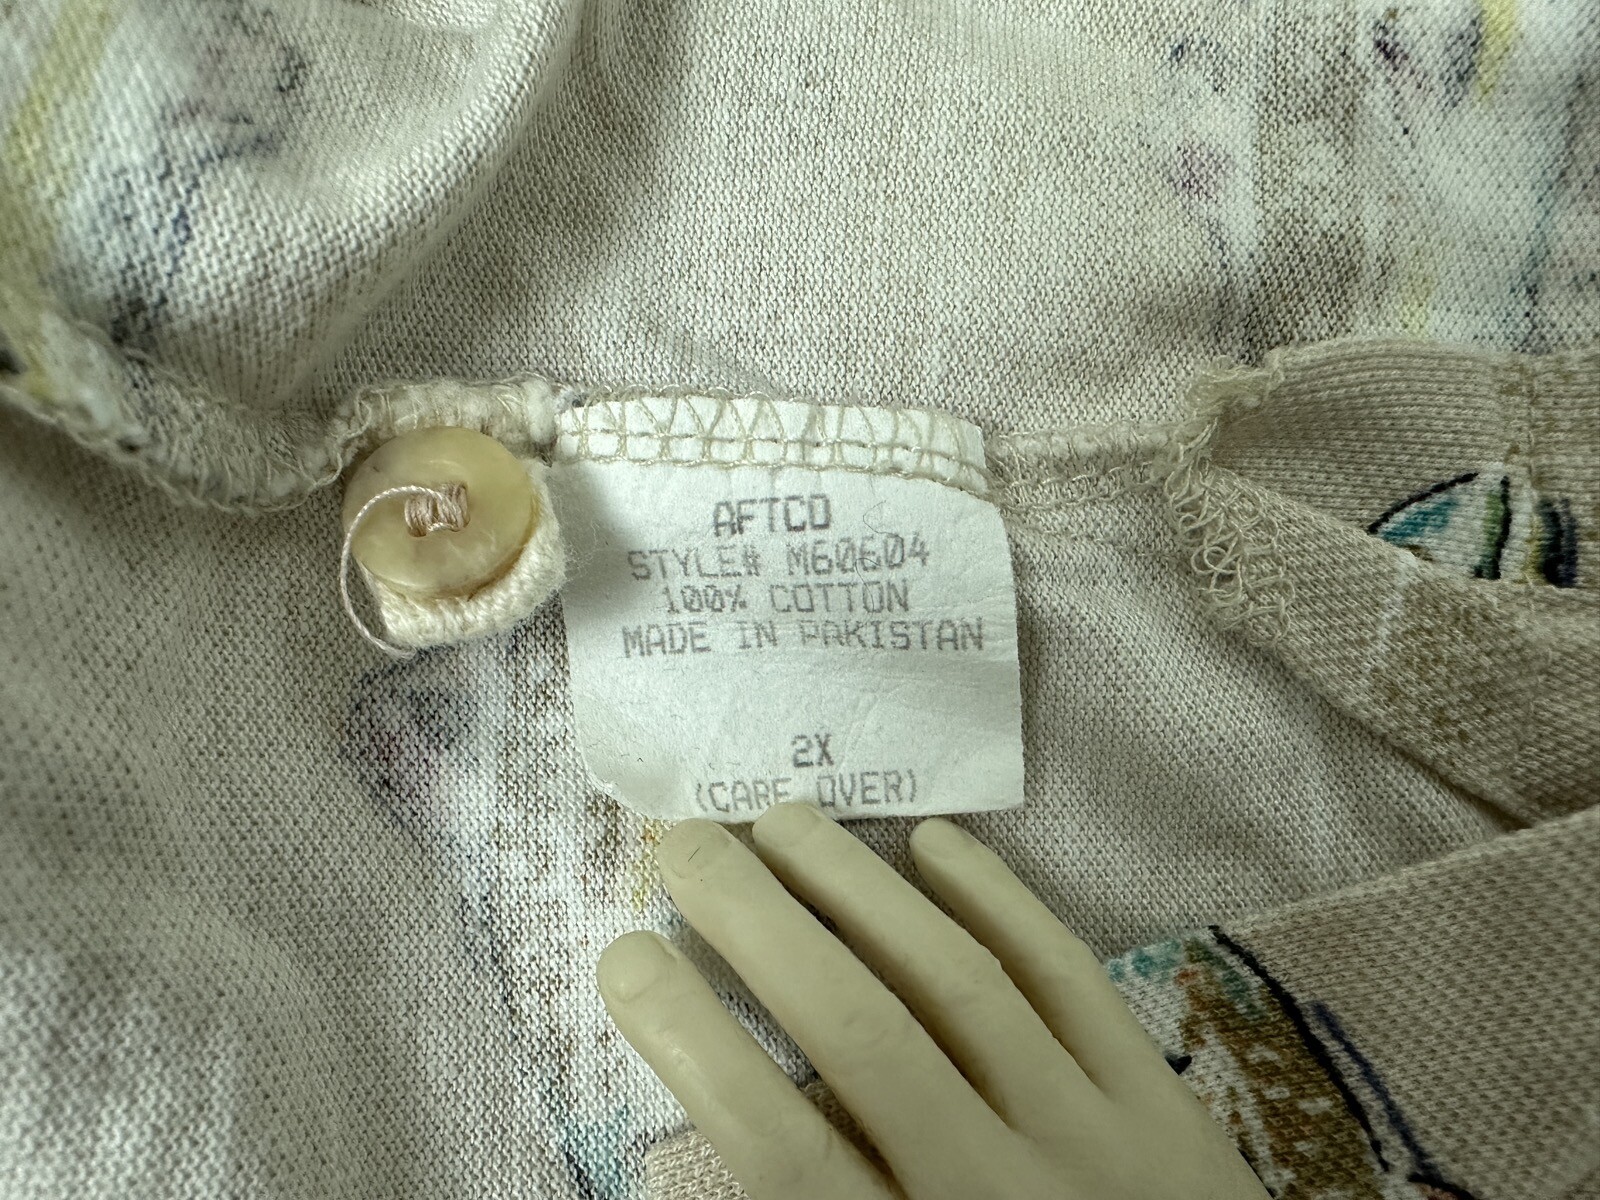 AFTCO
STYLE# M60604
100% COTTON
MADE IN PAKISTAN
2X
(CARE OVER)